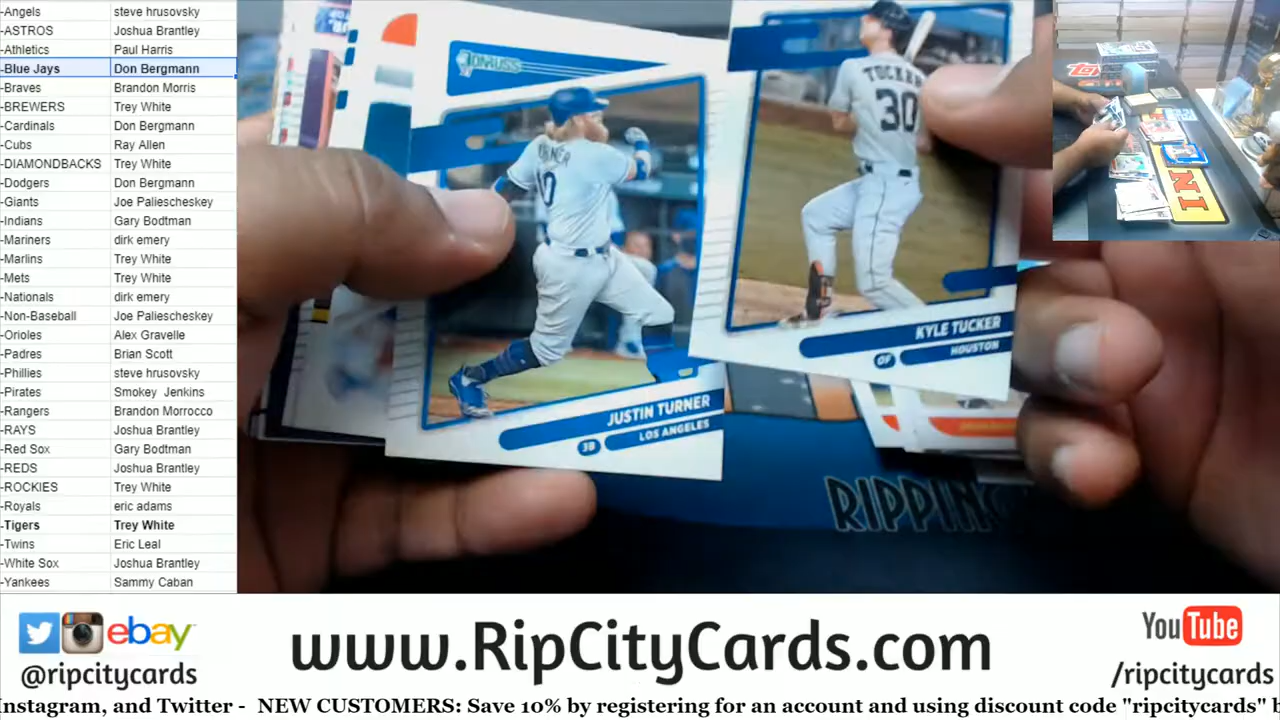 -Angels steve hrusovsky
-ASTROS Joshua Brantley
-Athletics Paul Harris
-Blue Jays Don Bergmann
-Braves Brandon Morris
-BREWERS Trey White
-Cardinals Don Bergmann
-Cubs Ray Allen
-DIAMONDBACKS Trey White
-Dodgers Don Bergmann
-Giants Joe Paliescheskey
-Indians Gary Bodtman
-Mariners dirk emery
-Marlins Trey White
-Mets Trey White
-Nationals dirk emery
-Non-Baseball Joe Paliescheskey
-Orioles Alex Gravelle
-Padres Brian Scott
-Phillies steve hrusovsky
-Pirates Smokey Jenkins
-Rangers Brandon Morrocco
-RAYS Joshua Brantley
-Red Sox Gary Bodtman
-REDS Joshua Brantley
-ROCKIES Trey White
-Royals eric adams
-Tigers Trey White
-Twins Eric Leal
-White Sox Joshua Brantley
-Yankees Sammy Caban
DONRUSS
TUCKER
30
KYLE TUCKER
OF HOUSTON
JUSTIN TURNER
3B LOS ANGELES
RIPPING
ebay
@ripcitycards
www.RipCityCards.com
YouTube
/ripcitycards
Instagram, and Twitter - NEW CUSTOMERS: Save 10% by registering for an account and using discount code "ripcitycards"